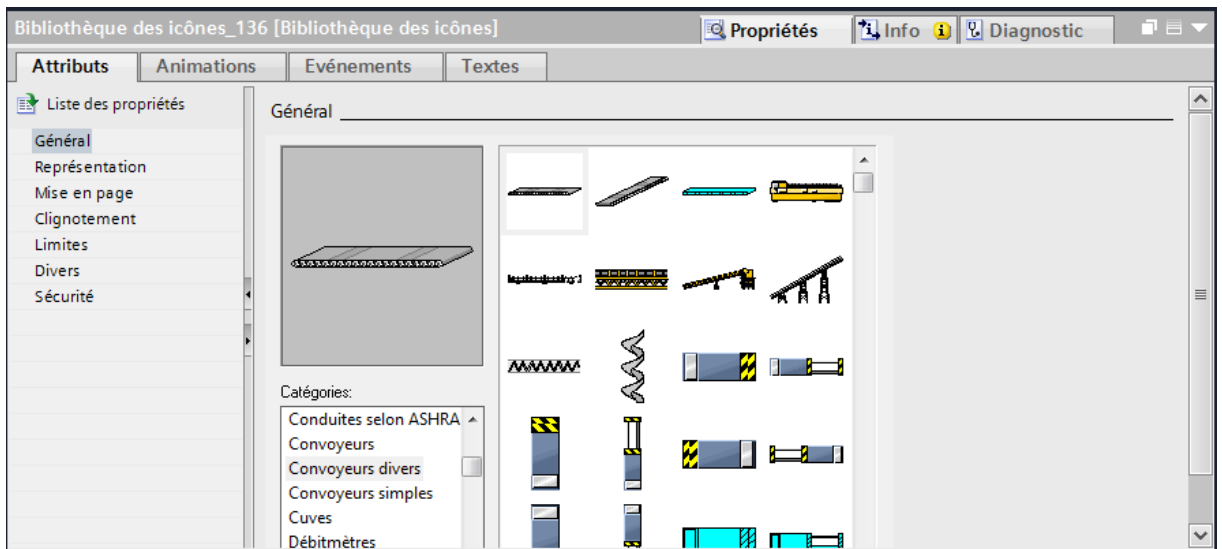 Bibliothèque des icônes_136 [Bibliothèque des icônes]
Propriétés
Info
Diagnostic
Attributs
Animations
Evénements
Textes
Liste des propriétés
Général
Représentation
Mise en page
Clignotement
Limites
Divers
Sécurité
Général
Catégories:
Conduites selon ASHRA
Convoyeurs
Convoyeurs divers
Convoyeurs simples
Cuves
Débitmètres